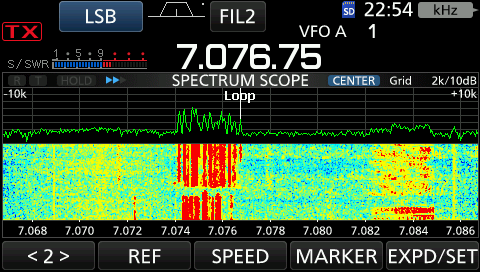 LSB FIL2 SD 22:54 kHz
TX VFO A 1
1 5 9
S/SWR 7.076.75
R T HOLD SPECTRUM SCOPE CENTER Grid 2k/10dB
-10k Loop +10k
7.068 7.070 7.072 7.074 7.076 7.078 7.080 7.082 7.084 7.086
< 2 > REF SPEED MARKER EXPD/SET